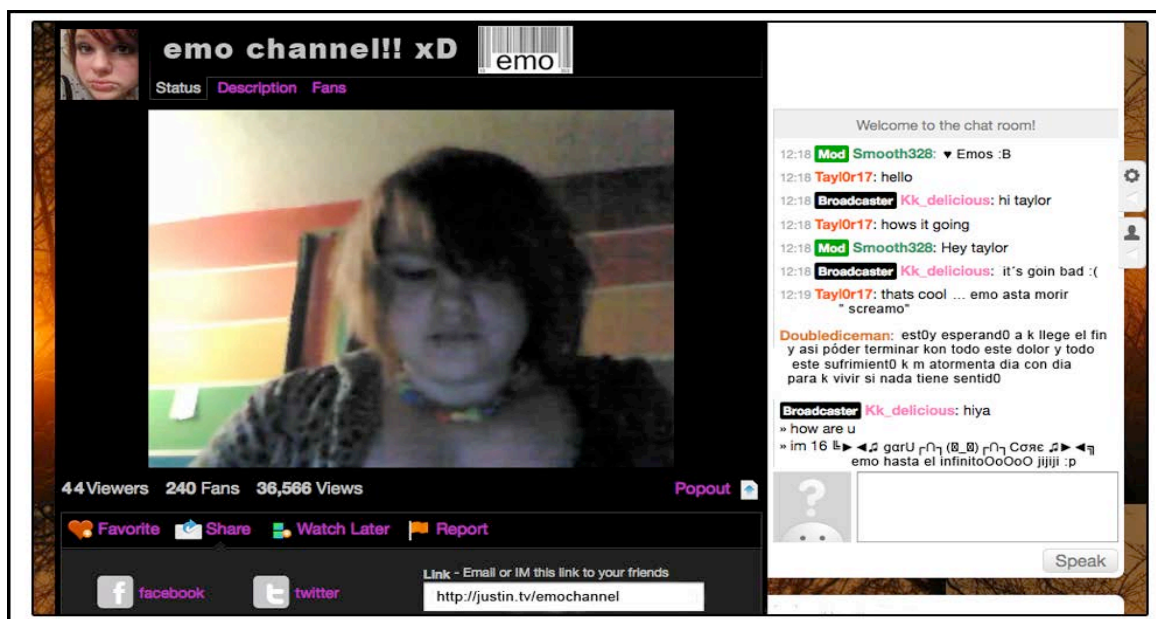 emo channel!! xD
emo
Status Description Fans
44 Viewers 240 Fans 36,566 Views
Popout
Favorite Share Watch Later Report
facebook twitter
Link - Email or IM this link to your friends
http://justin.tv/emochannel
Welcome to the chat room!
12:18 Mod Smooth328: ♥ Emos :B
12:18 Tayl0r17: hello
12:18 Broadcaster Kk_delicious: hi taylor
12:18 Tayl0r17: hows it going
12:18 Mod Smooth328: Hey taylor
12:18 Broadcaster Kk_delicious: it´s goin bad :(
12:19 Tayl0r17: thats cool ... emo asta morir
" screamo"
Doublediceman: est0y esperand0 a k llege el fin
y asi póder terminar kon todo este dolor y todo
este sufrimient0 k m atormenta dia con dia
para k vivir si nada tiene sentid0
Broadcaster Kk_delicious: hiya
» how are u
» im 16 ╚► ◄♫ gαrU ┌∩┐(⊠_⊠)┌∩┐ Cσяє ♫► ◄╗
emo hasta el infinitoOoOoO jijiji :p
Speak